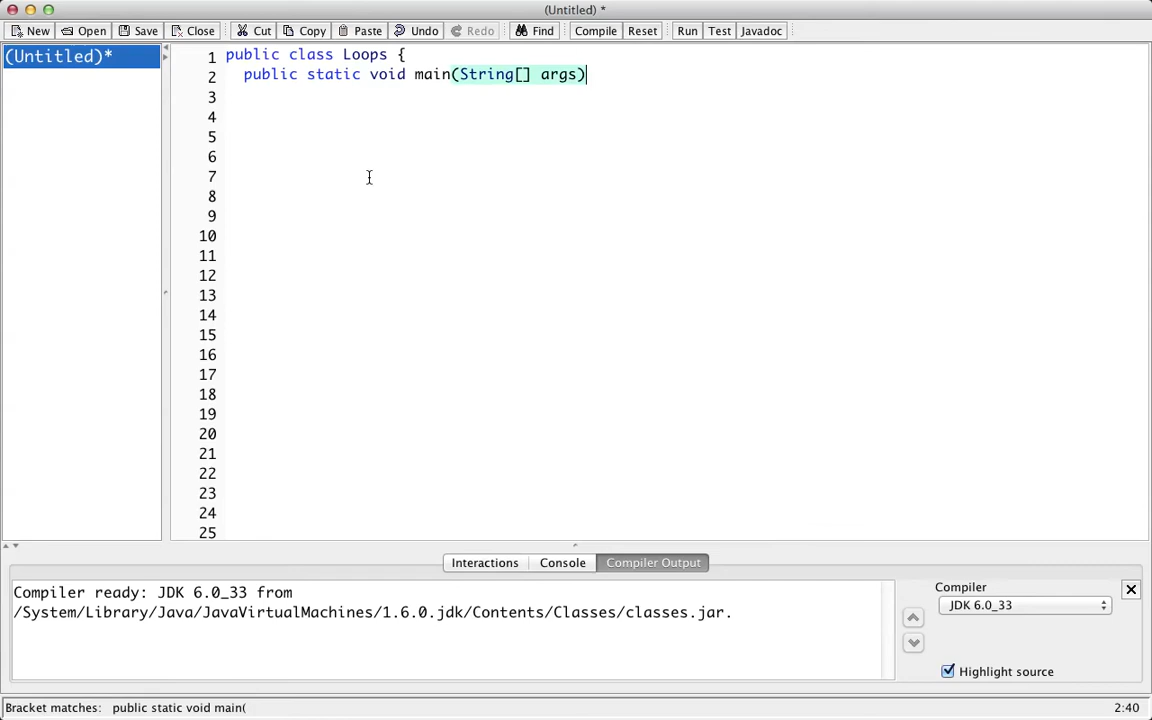 (Untitled) *
New Open Save Close Cut Copy Paste Undo Redo Find Compile Reset Run Test Javadoc
(Untitled)*
1 public class Loops {
2 public static void main(String[] args)
3
4
5
6
7
8
9
10
11
12
13
14
15
16
17
18
19
20
21
22
23
24
25
Interactions Console Compiler Output
Compiler ready: JDK 6.0_33 from
/System/Library/Java/JavaVirtualMachines/1.6.0.jdk/Contents/Classes/classes.jar.
Compiler
JDK 6.0_33
Highlight source
Bracket matches: public static void main( 2:40